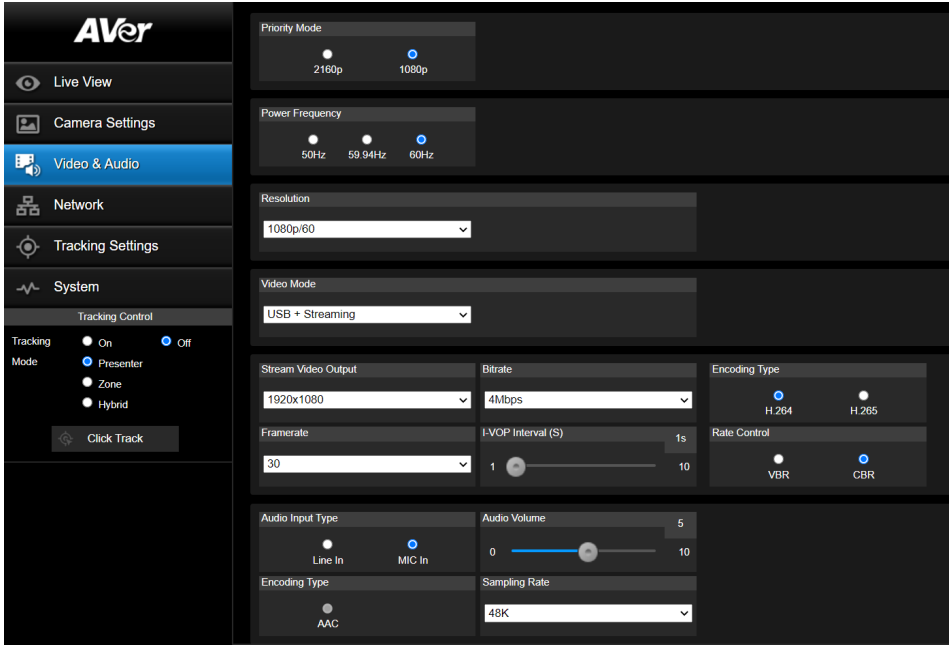 AVer
Live View
Camera Settings
Video & Audio
Network
Tracking Settings
System
Tracking Control
Tracking On Off
Mode Presenter
Zone
Hybrid
Click Track
Priority Mode
2160p 1080p
Power Frequency
50Hz 59.94Hz 60Hz
Resolution
1080p/60
Video Mode
USB + Streaming
Stream Video Output Bitrate Encoding Type
1920x1080 4Mbps H.264 H.265
Framerate I-VOP Interval (S) 1s Rate Control
30 1 10 VBR CBR
Audio Input Type Audio Volume 5
Line In MIC In 0 10
Encoding Type Sampling Rate
AAC 48K